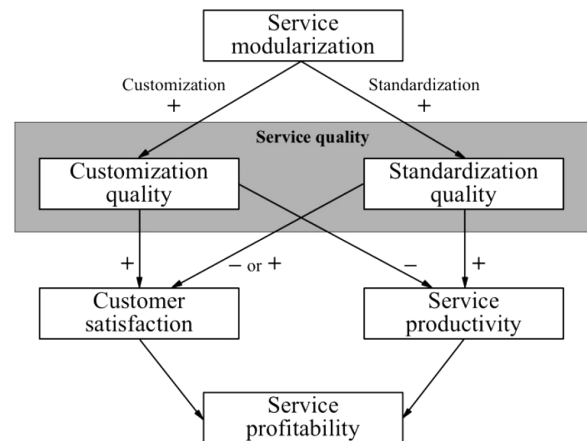 Service
modularization
Customization
+
Standardization
+
Service quality
Customization
quality
Standardization
quality
+
− or +
−
+
Customer
satisfaction
Service
productivity
Service
profitability